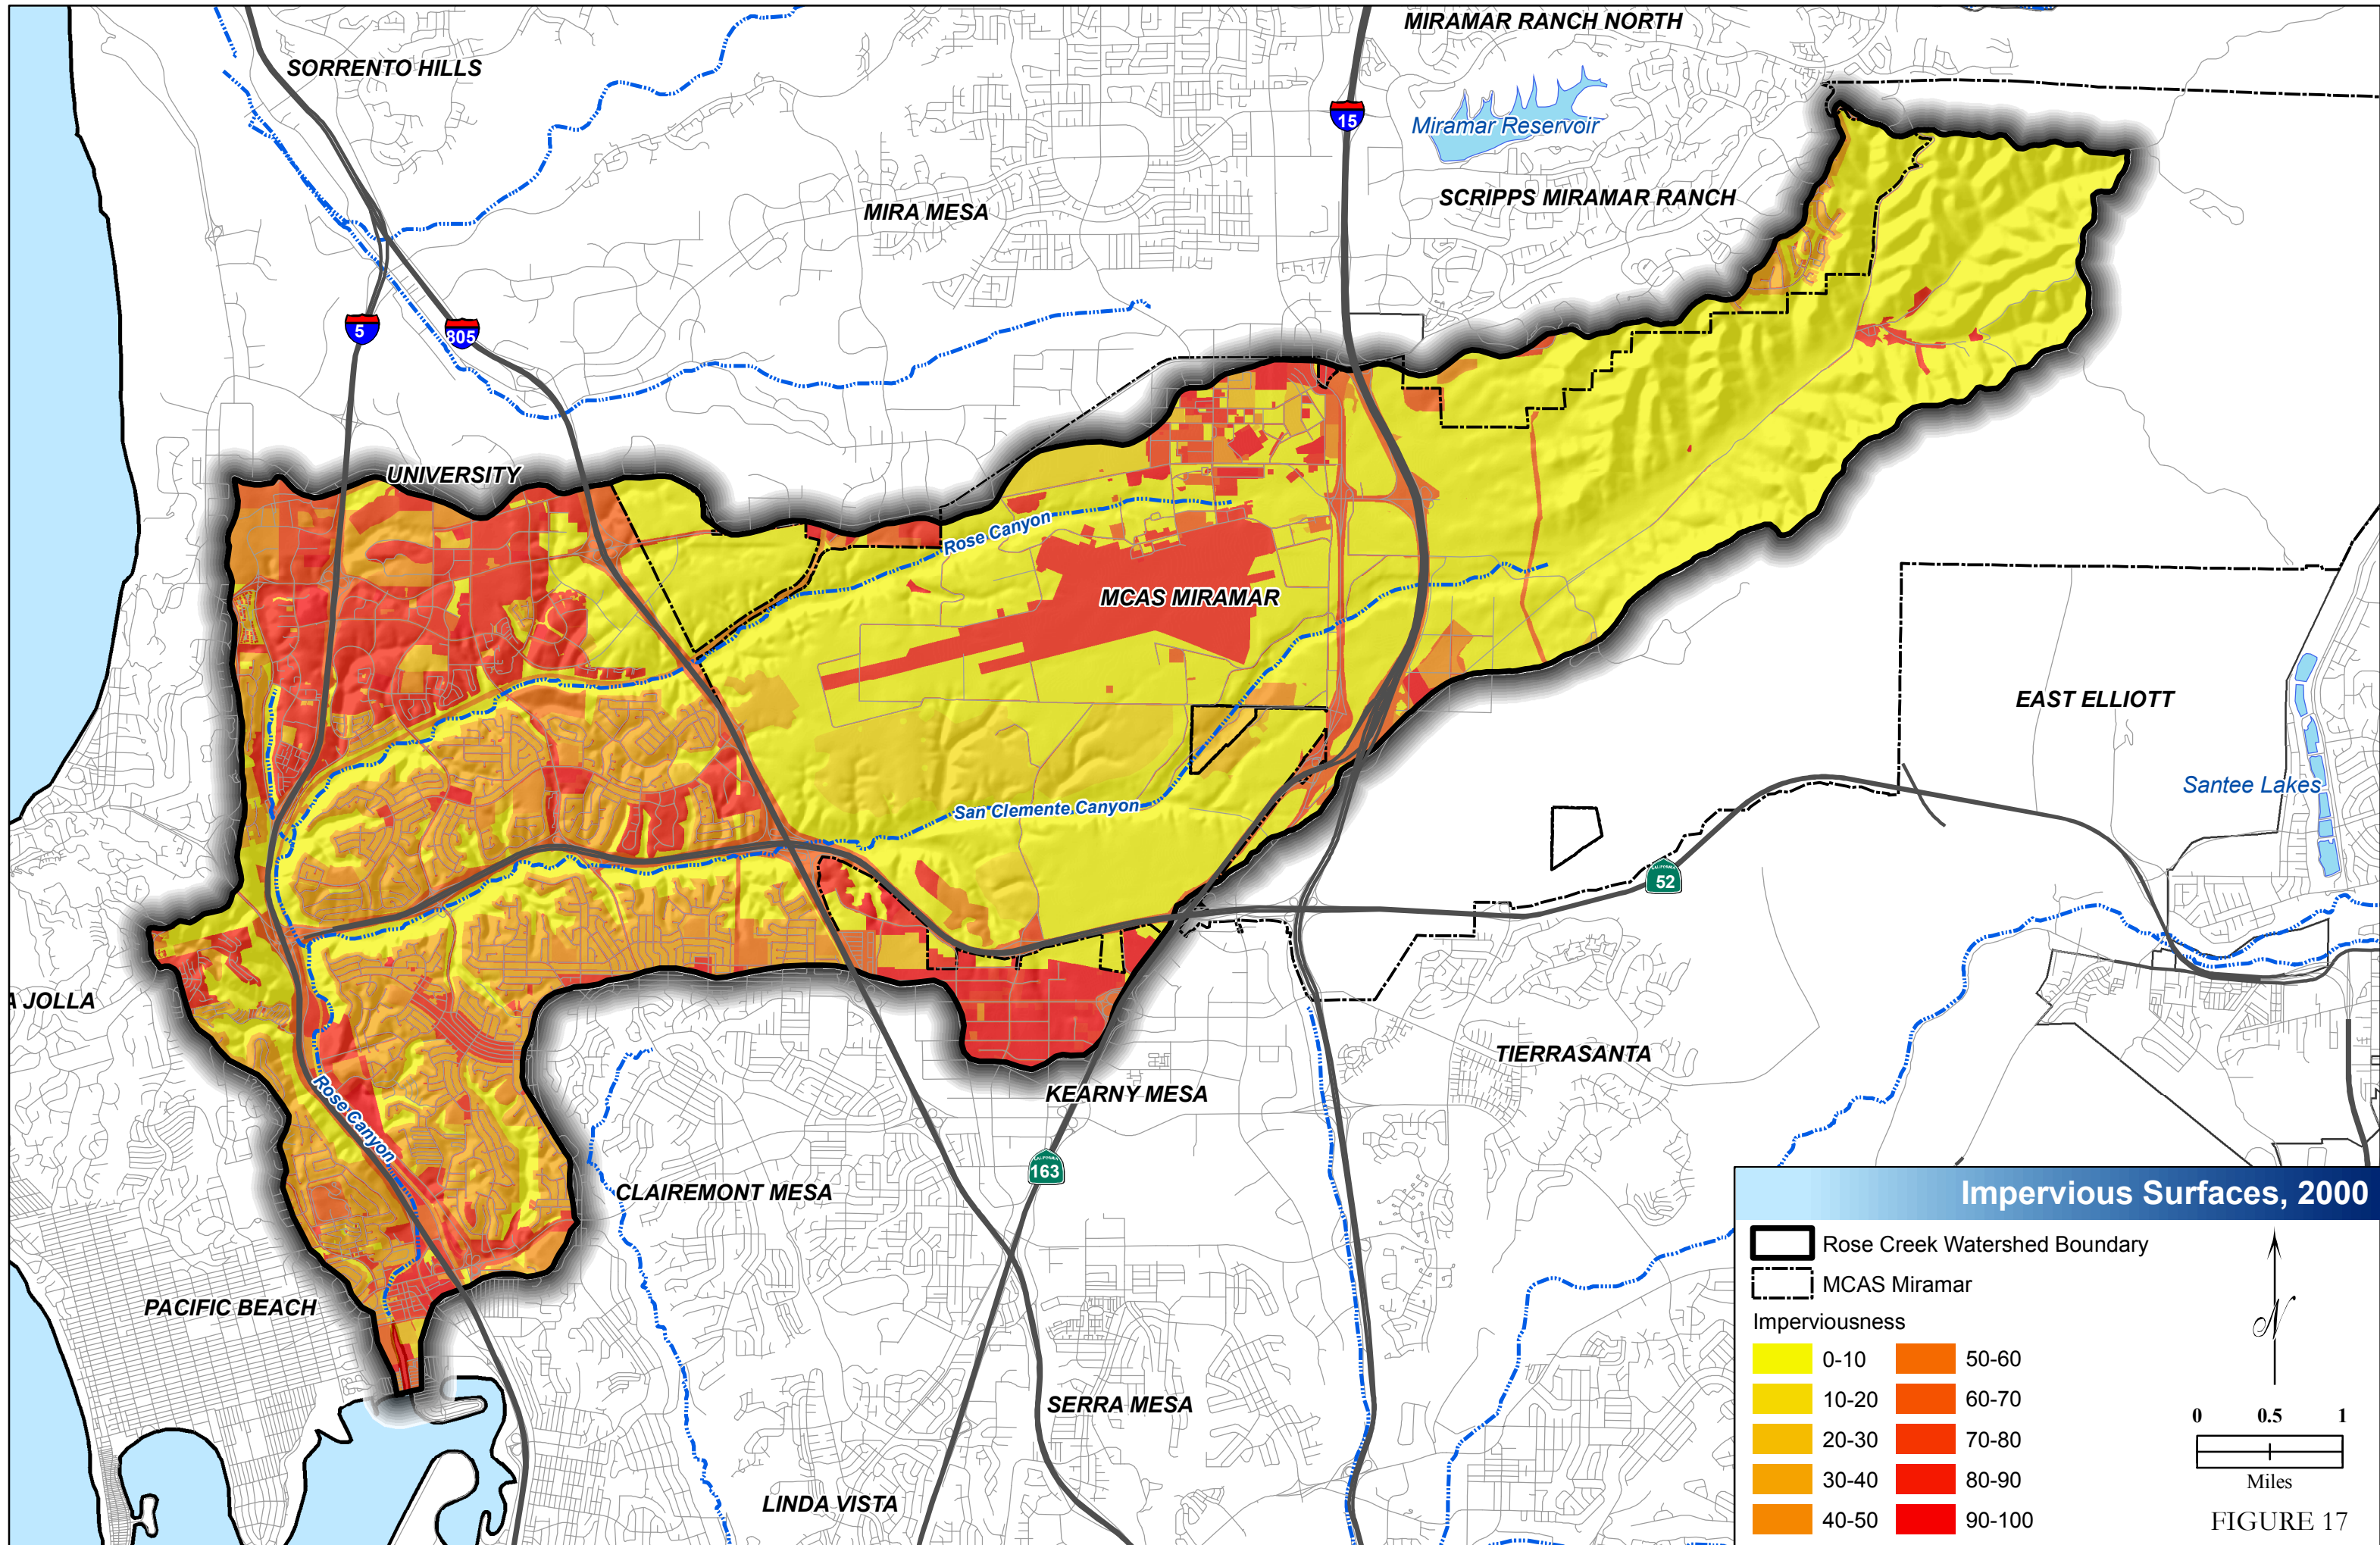 MIRAMAR RANCH NORTH
SORRENTO HILLS
15
Miramar Reservoir
SCRIPPS MIRAMAR RANCH
MIRA MESA
5
805
UNIVERSITY
Rose Canyon
MCAS MIRAMAR
EAST ELLIOTT
Santee Lakes
San Clemente Canyon
CALIFORNIA
52
A JOLLA
TIERRASANTA
Rose Canyon
KEARNY MESA
CALIFORNIA
163
CLAIREMONT MESA
PACIFIC BEACH
SERRA MESA
LINDA VISTA
Impervious Surfaces, 2000
Rose Creek Watershed Boundary
MCAS Miramar
Imperviousness
0-10 50-60
10-20 60-70
20-30 70-80
30-40 80-90
40-50 90-100
N
0 0.5 1
Miles
FIGURE 17